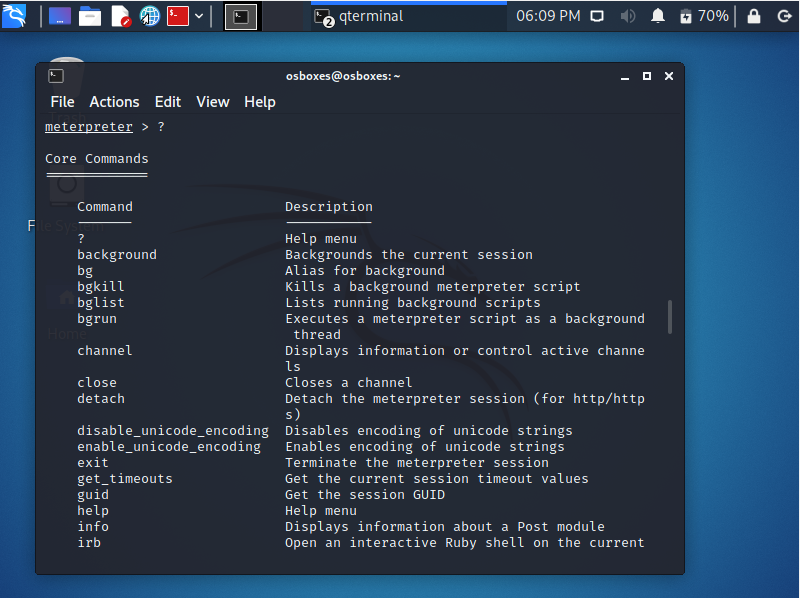 qterminal
2
06:09 PM
70%
osboxes@osboxes: ~
File Actions Edit View Help
meterpreter > ?
Core Commands
Command Description
? Help menu
background Backgrounds the current session
bg Alias for background
bgkill Kills a background meterpreter script
bglist Lists running background scripts
bgrun Executes a meterpreter script as a background
thread
channel Displays information or control active channe
ls
close Closes a channel
detach Detach the meterpreter session (for http/http
s)
disable_unicode_encoding Disables encoding of unicode strings
enable_unicode_encoding Enables encoding of unicode strings
exit Terminate the meterpreter session
get_timeouts Get the current session timeout values
guid Get the session GUID
help Help menu
info Displays information about a Post module
irb Open an interactive Ruby shell on the current
File System
Home